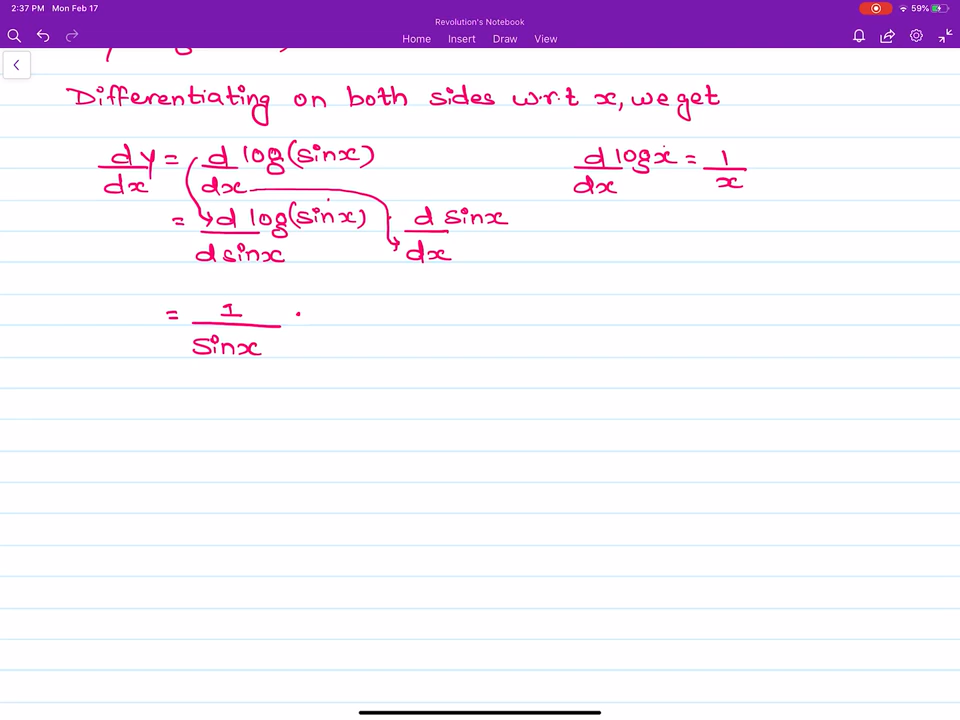 2:37 PM Mon Feb 17
59%
Revolution's Notebook
Home Insert Draw View
Differentiating on both sides w.r.t x, we get
dy/dx = d/dx log(sinx)
d/dx logx = 1/x
= d log(sinx)/d sinx · d sinx/dx
= 1/sinx ·